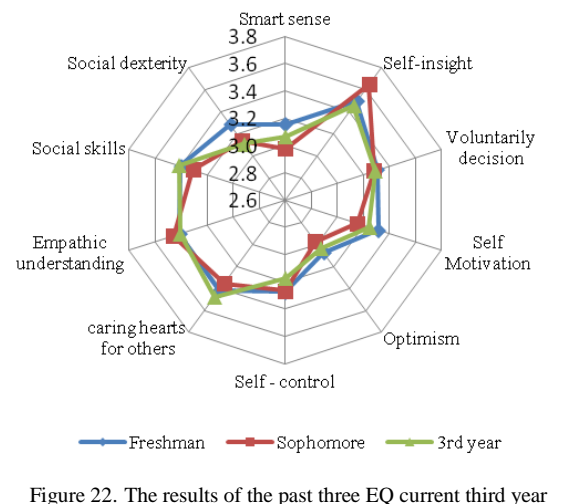 Smart sense
3.8
3.6
3.4
3.2
3.0
2.8
2.6
Self-insight
Voluntarily
decision
Self
Motivation
Optimism
Self - control
caring hearts
for others
Empathic
understanding
Social skills
Social dexterity
Freshman Sophomore 3rd year
Figure 22. The results of the past three EQ current third year